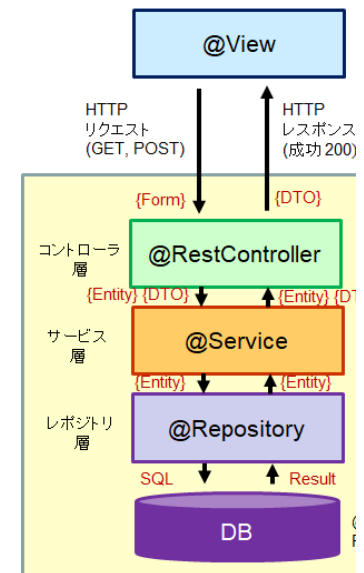 @View
HTTP
リクエスト
(GET, POST)
HTTP
レスポンス
(成功200)
{Form}
{DTO}
コントローラ
層
@RestController
{Entity} {DTO}
{Entity} {DT
サービス
層
@Service
{Entity}
{Entity}
レポジトリ
層
@Repository
SQL
Result
DB
@